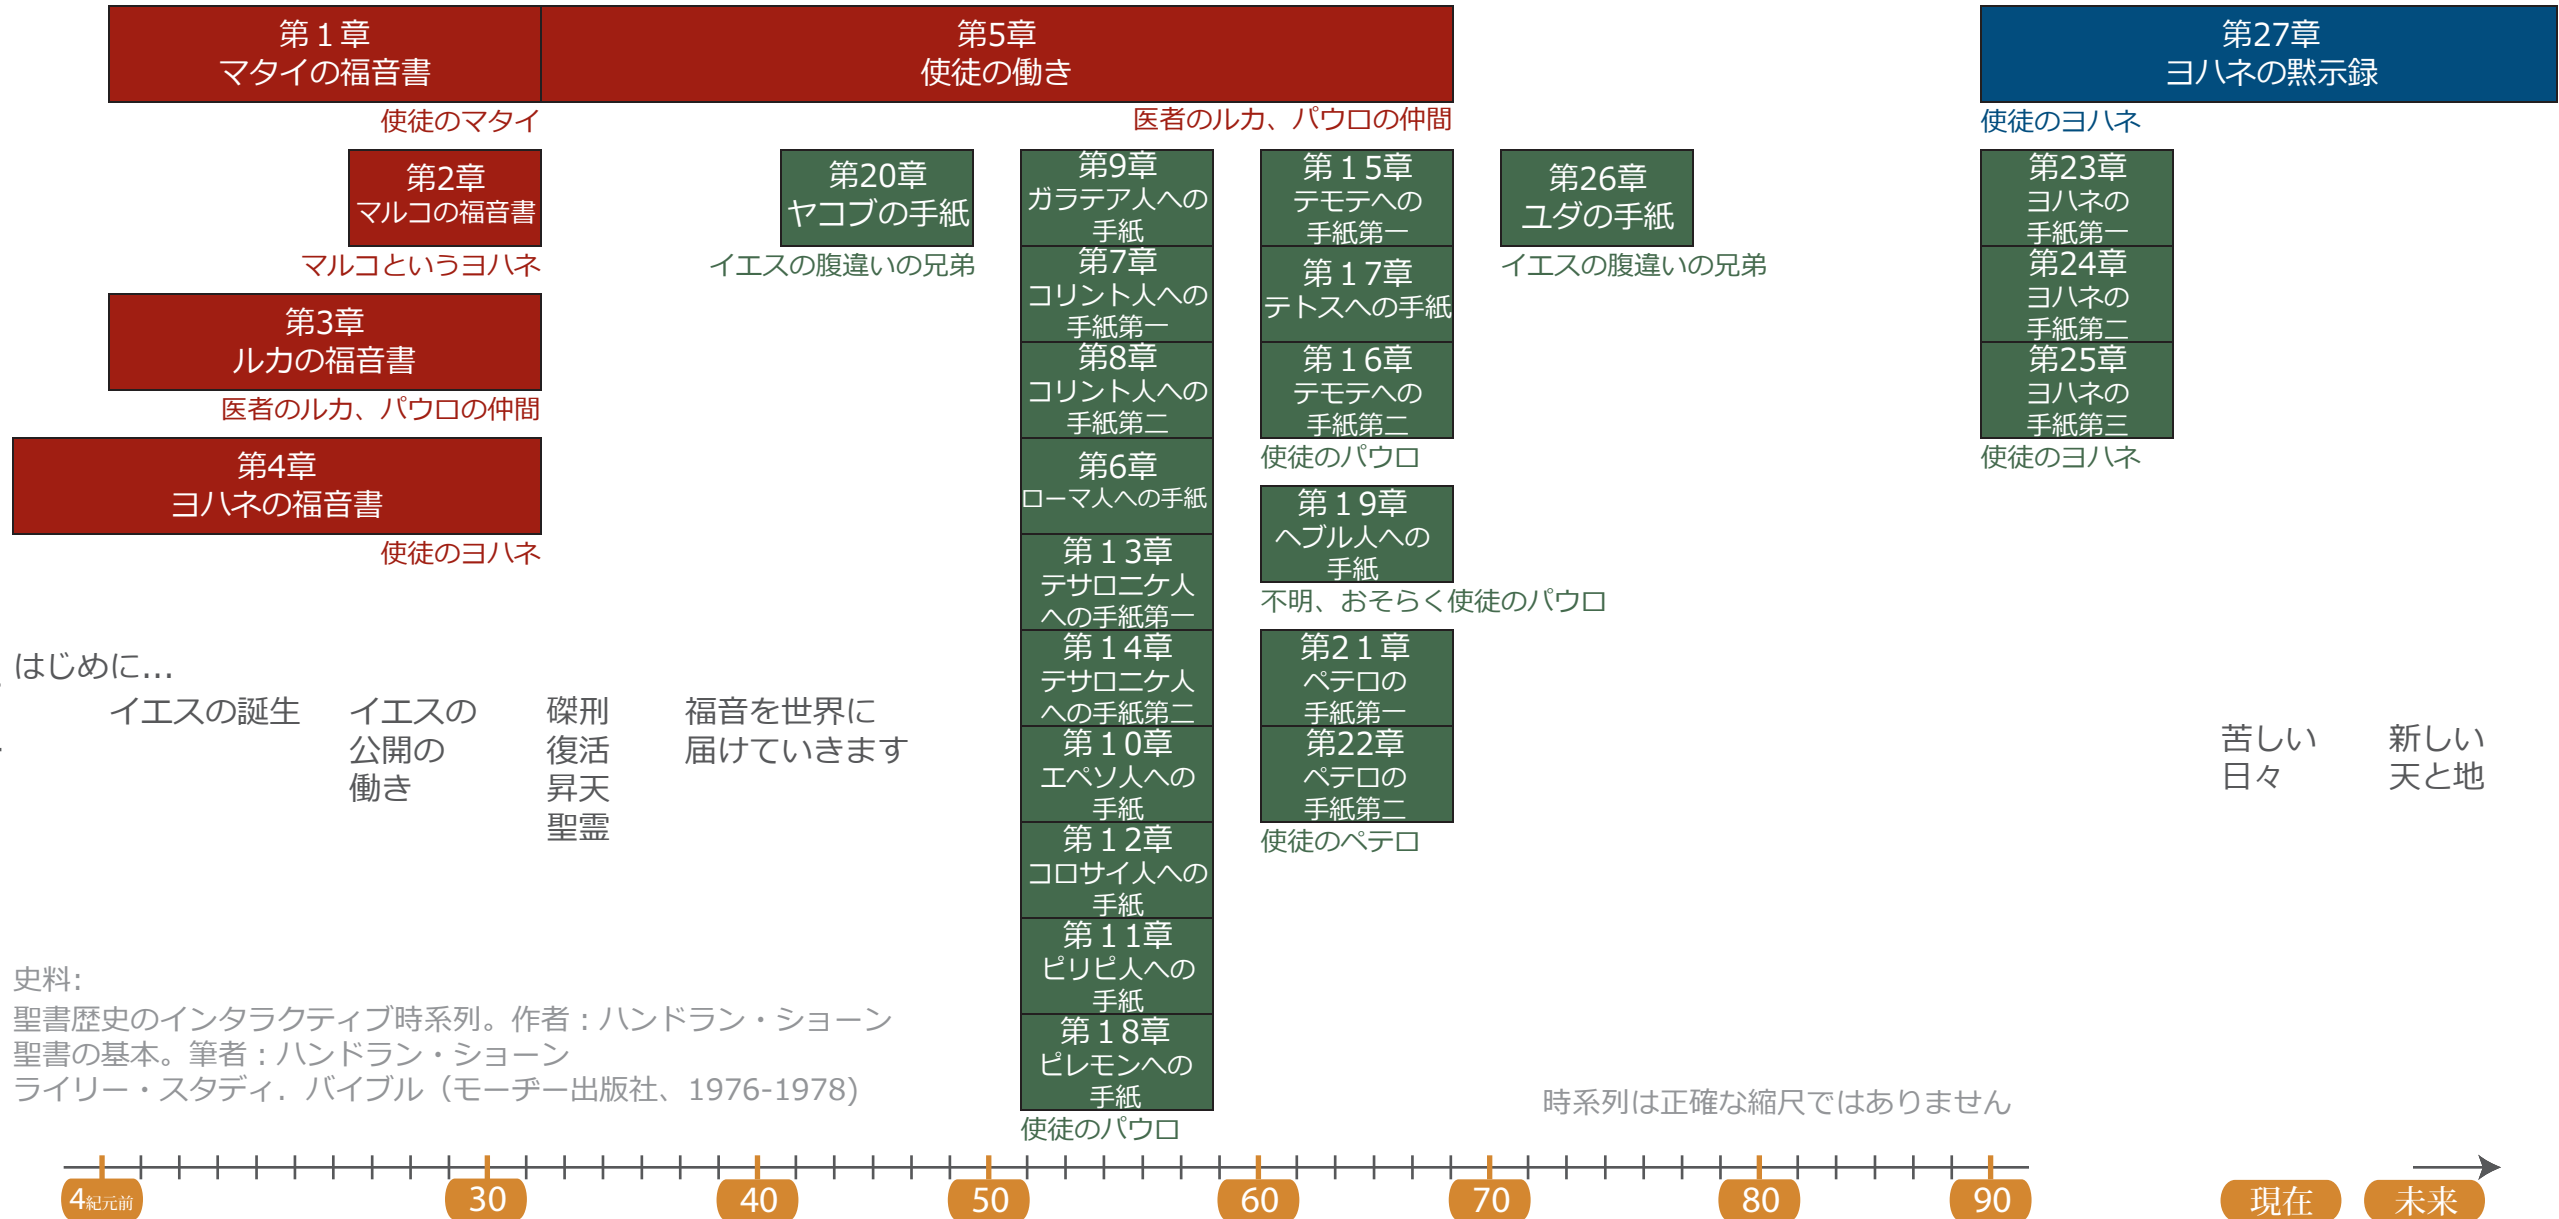 第１章
マタイの福音書
使徒のマタイ
第5章
使徒の働き
医者のルカ、パウロの仲間
第27章
ヨハネの黙示録
使徒のヨハネ
第2章
マルコの福音書
マルコというヨハネ
第3章
ルカの福音書
医者のルカ、パウロの仲間
第4章
ヨハネの福音書
使徒のヨハネ
第20章
ヤコブの手紙
イエスの腹違いの兄弟
第9章
ガラテア人への
手紙
第7章
コリント人への
手紙第一
第8章
コリント人への
手紙第二
第6章
ローマ人への手紙
第１3章
テサロニケ人
への手紙第一
第１4章
テサロニケ人
への手紙第二
第１0章
エペソ人への
手紙
第１2章
コロサイ人への
手紙
第１1章
ピリピ人への
手紙
第１8章
ピレモンへの
手紙
使徒のパウロ
第１5章
テモテへの
手紙第一
第１7章
テトスへの手紙
第１6章
テモテへの
手紙第二
使徒のパウロ
第１9章
ヘブル人への
手紙
不明、おそらく使徒のパウロ
第2１章
ペテロの
手紙第一
第22章
ペテロの
手紙第二
使徒のペテロ
第26章
ユダの手紙
イエスの腹違いの兄弟
第23章
ヨハネの
手紙第一
第24章
ヨハネの
手紙第二
第25章
ヨハネの
手紙第三
使徒のヨハネ
はじめに...
イエスの誕生
イエスの
公開の
働き
磔刑
復活
昇天
聖霊
福音を世界に
届けていきます
苦しい
日々
新しい
天と地
史料:
聖書歴史のインタラクティブ時系列。作者：ハンドラン・ショーン
聖書の基本。筆者：ハンドラン・ショーン
ライリー・スタディ．バイブル（モーヂー出版社、1976-1978)
時系列は正確な縮尺ではありません
4紀元前
30
40
50
60
70
80
90
現在
未来